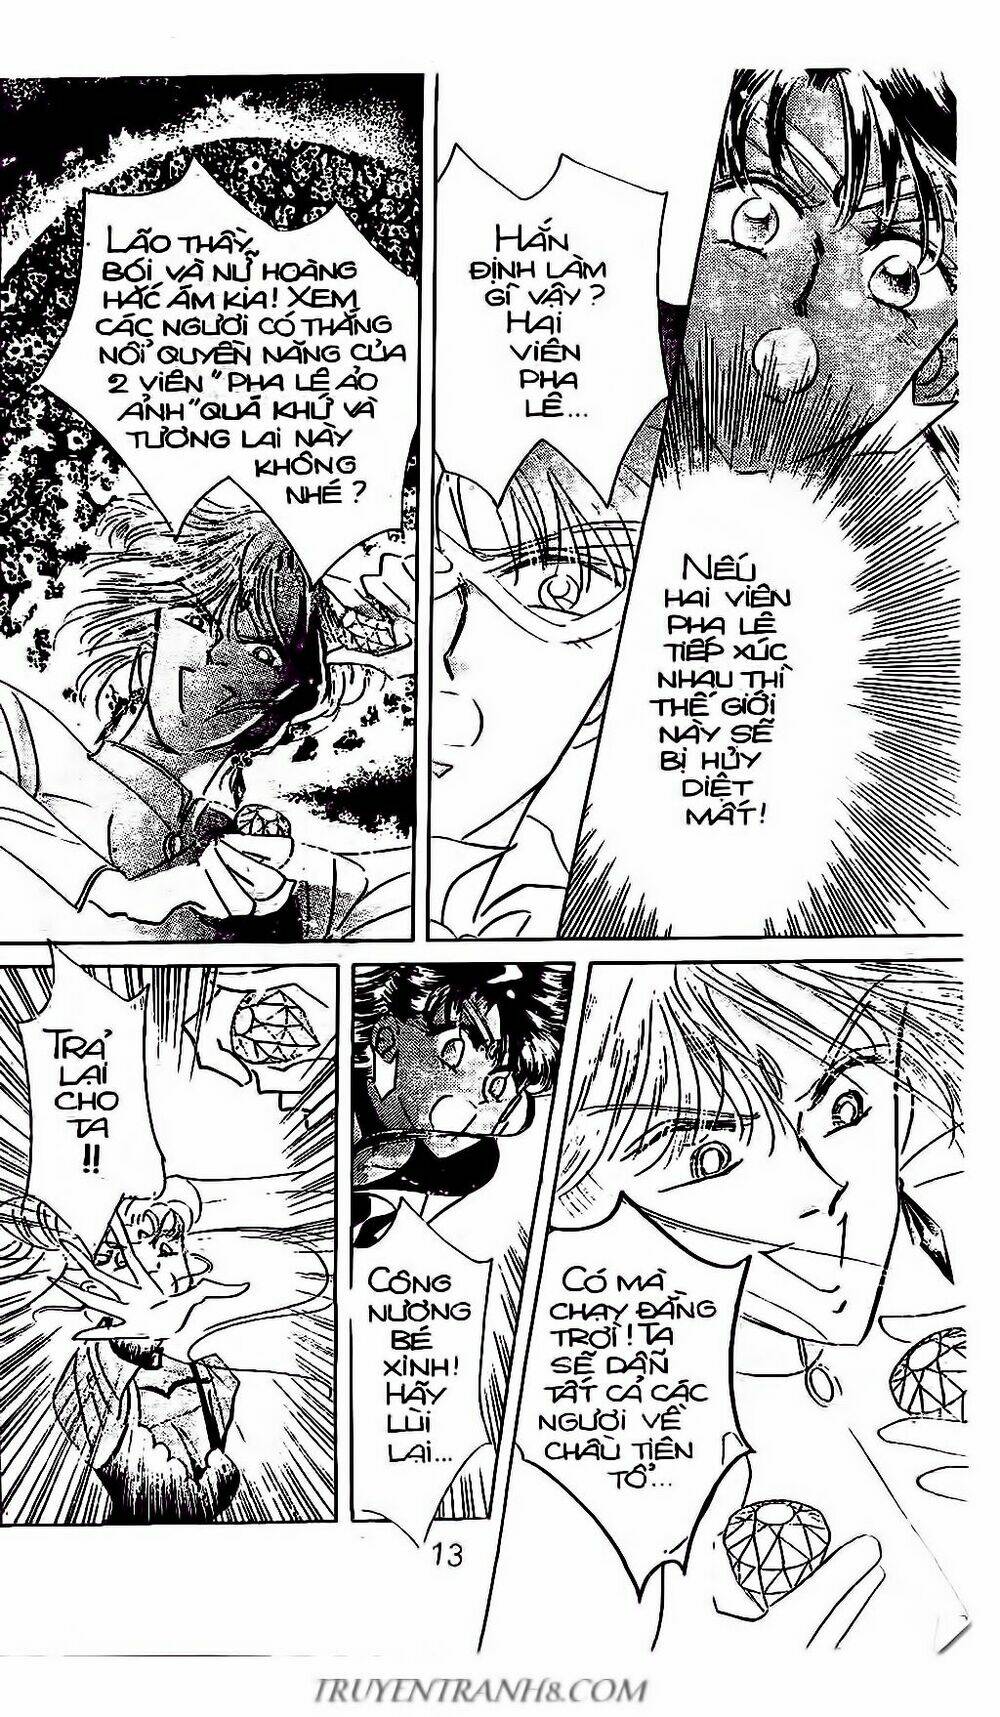 NẾU
HAI VIÊN
PHA LÊ
TIẾP XÚC
NHAU THÌ
THẾ GIỚI
NÀY SẼ
BỊ HỦY
DIỆT
MẤT!
HẮN
ĐỊNH LÀM
GÌ VẬY?
HAI
VIÊN
PHA
LÊ...
LÃO THẦY
BÓI VÀ NỮ HOÀNG
HẮC ÁM KIA! XEM
CÁC NGƯƠI CÓ THẮNG
NỔI QUYỀN NĂNG CỦA
2 VIÊN "PHA LÊ ẢO
ẢNH" QUÁ KHỨ VÀ
TƯƠNG LAI NÀY
KHÔNG
NHÉ?
CÓ MÀ
CHẠY ĐẰNG
TRỜI! TA
SẼ DẪN
TẤT CẢ CÁC
NGƯƠI VỀ
CHẦU TIÊN
TỔ...
CÔNG
NƯƠNG
BÉ
XINH!
HÃY
LÙI
LẠI...
TRẢ
LẠI
CHO
TA
!!
13
TRUYENTRANH8.COM